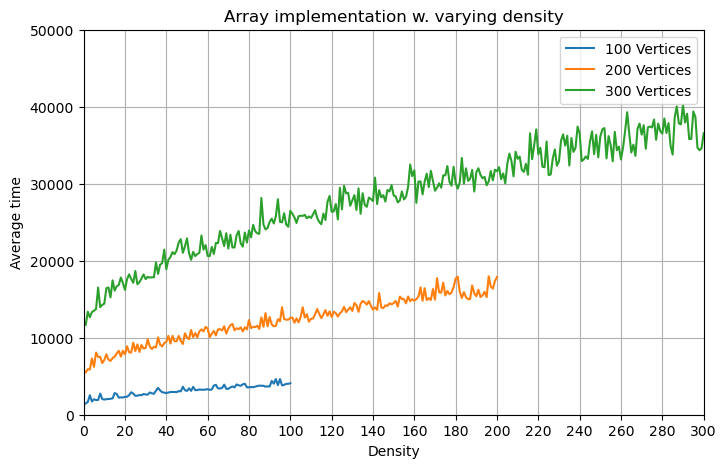 Array implementation w. varying density
50000
40000
30000
20000
10000
0
Average time
100 Vertices
200 Vertices
300 Vertices
0 20 40 60 80 100 120 140 160 180 200 220 240 260 280 300
Density